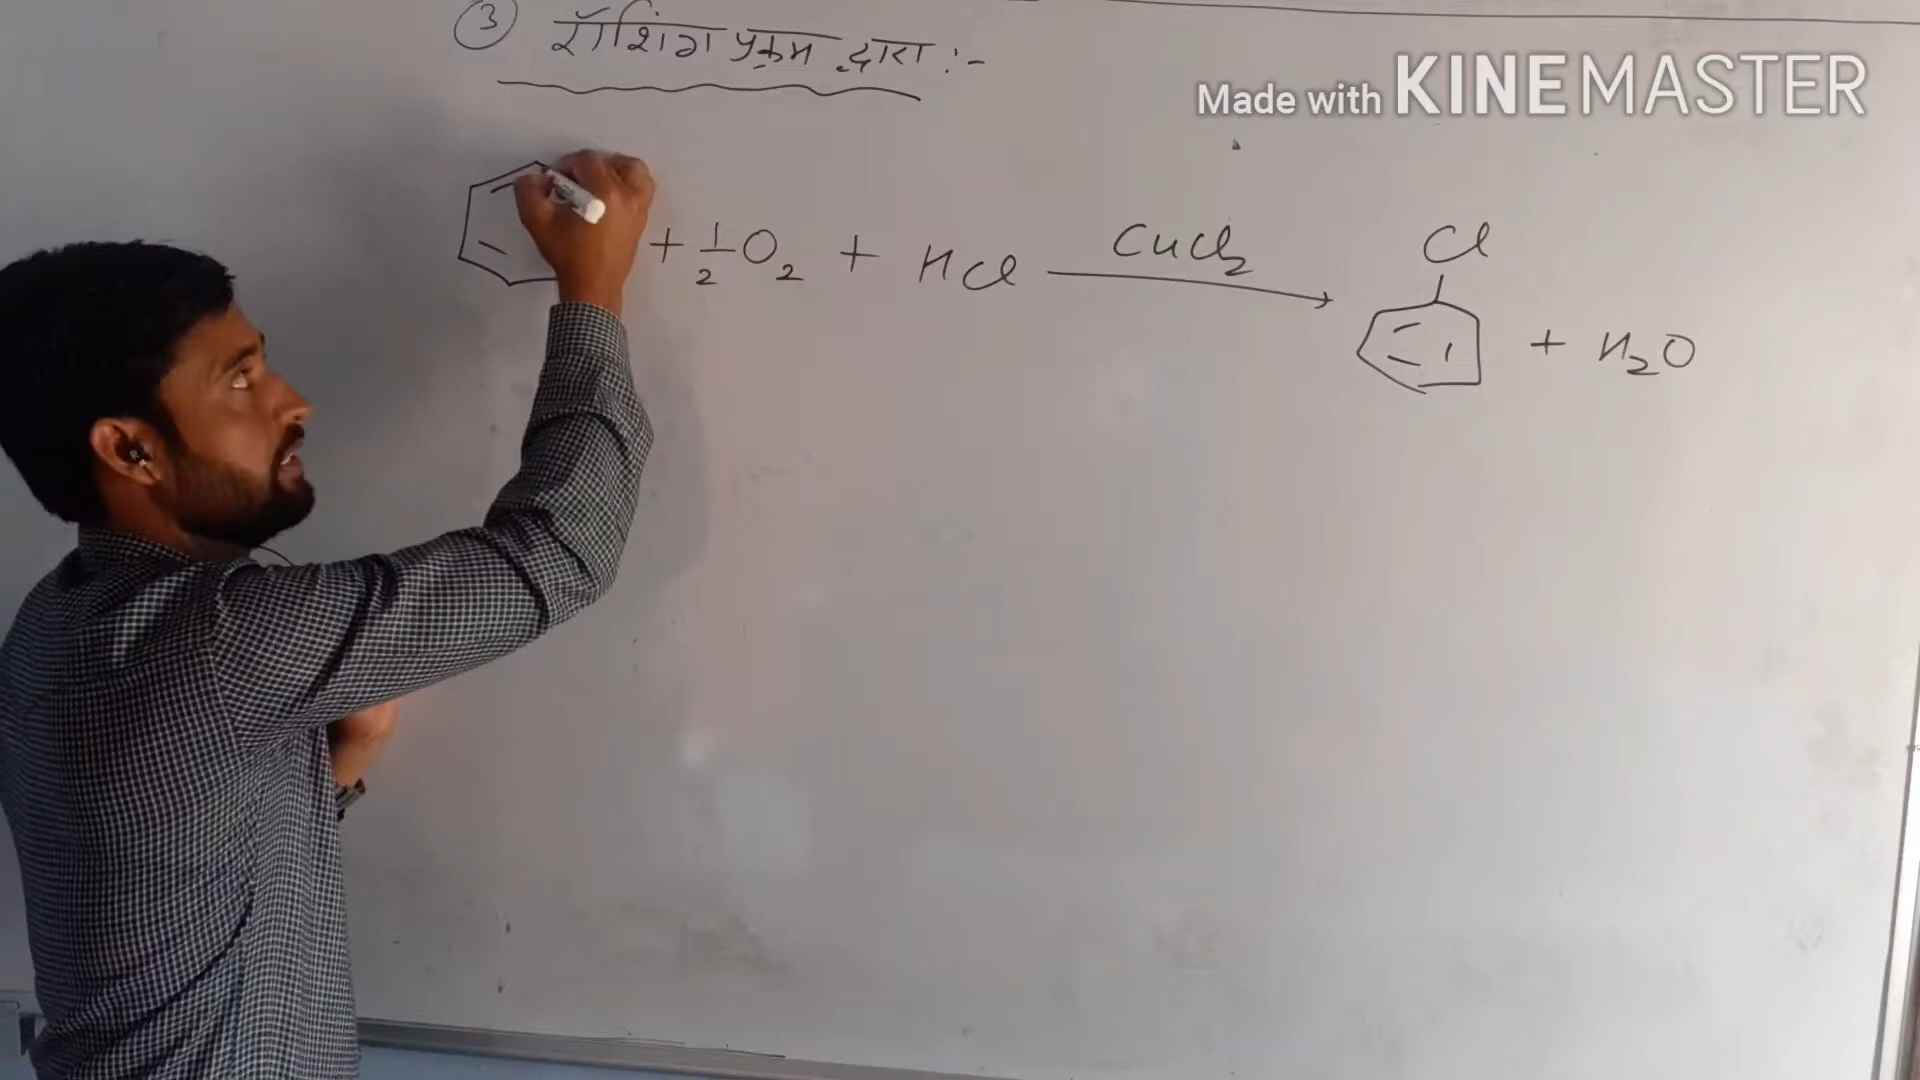 ③ रॉशिंग प्रक्रम द्वारा :-
Made with KINEMASTER
+ 1/2 O₂ + HCl CuCl₂ → Cl
+ H₂O